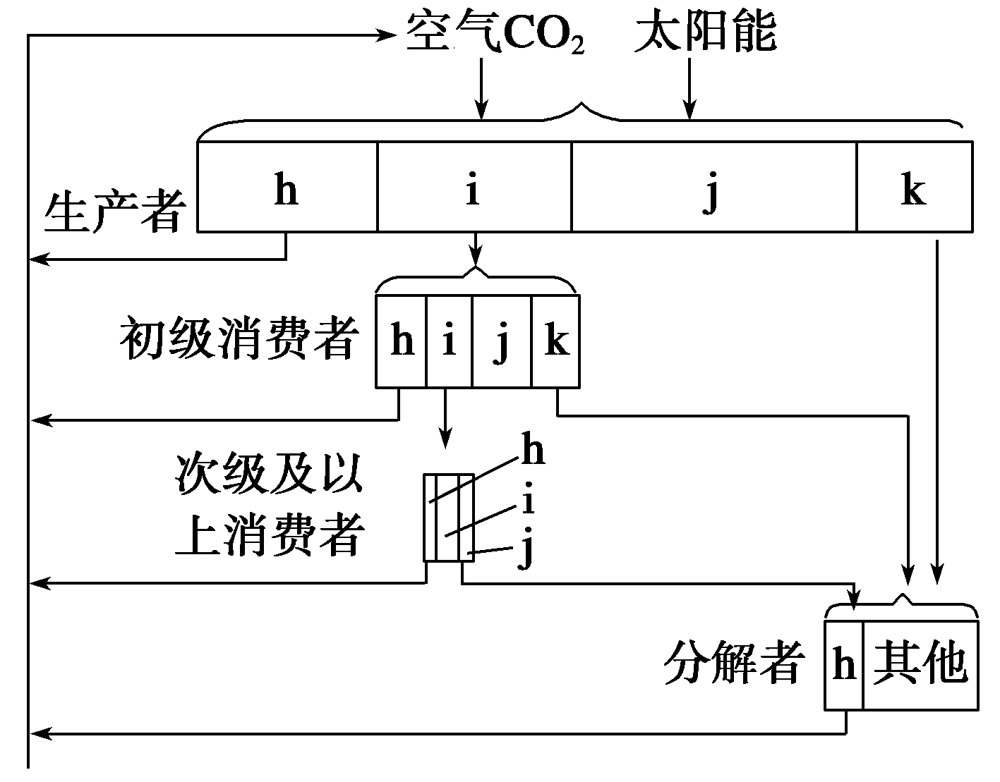 空气CO₂ 太阳能
生产者 h i j k
初级消费者 h i j k
次级及以
上消费者
h
i
j
分解者 h 其他